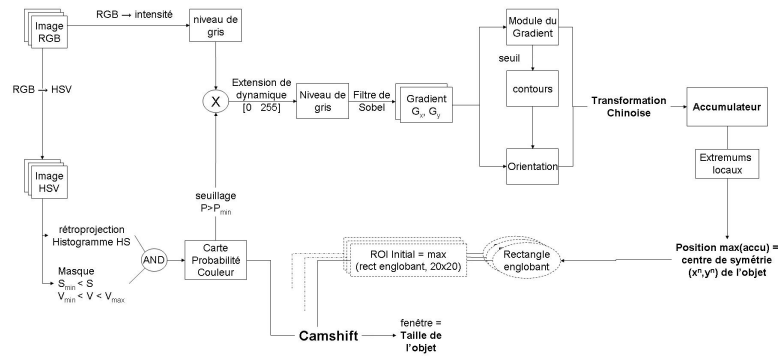 Image
RGB
RGB → intensité
niveau de
gris
RGB → HSV
Image
HSV
rétroprojection
Histogramme HS
Masque
Smin < S
Vmin < V < Vmax
AND
Carte
Probabilité
Couleur
seuillage
P>Pmin
X
Extension de
dynamique
[0 255]
Niveau de
gris
Filtre de
Sobel
Gradient
Gx, Gy
Module du
Gradient
seuil
contours
Orientation
Transformation
Chinoise
Accumulateur
Extremums
locaux
Position max(accu) =
centre de symétrie
(xⁿ,yⁿ) de l'objet
Rectangle
englobant
ROI Initial = max
(rect englobant, 20x20)
Camshift
fenêtre =
Taille de
l'objet